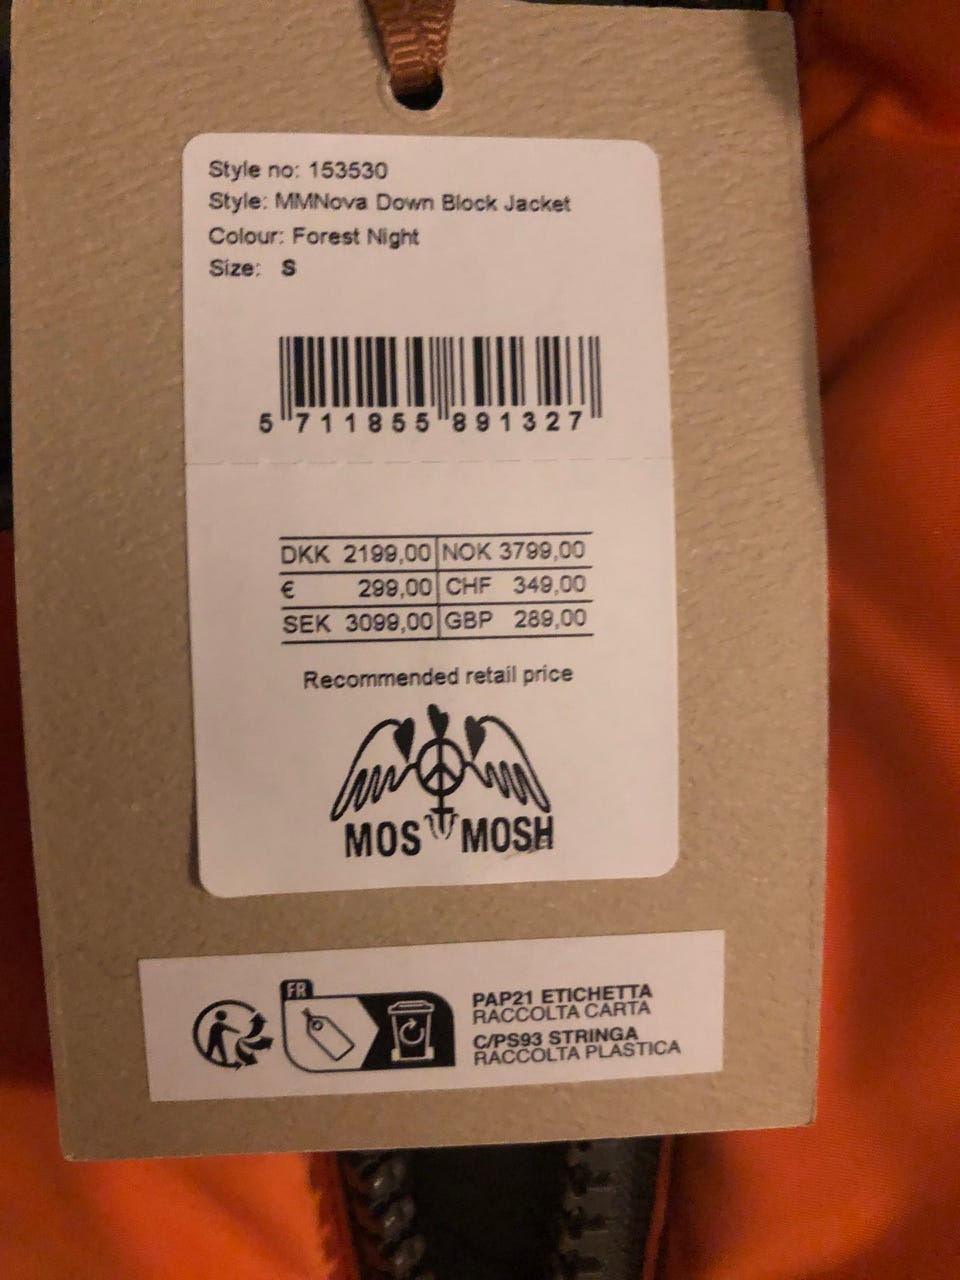 Style no: 153530
Style: MMNova Down Block Jacket
Colour: Forest Night
Size: S
5 711855 891327
DKK 2199,00 NOK 3799,00
€ 299,00 CHF 349,00
SEK 3099,00 GBP 289,00
Recommended retail price
MOS MOSH
FR
PAP21 ETICHETTA
RACCOLTA CARTA
C/PS93 STRINGA
RACCOLTA PLASTICA